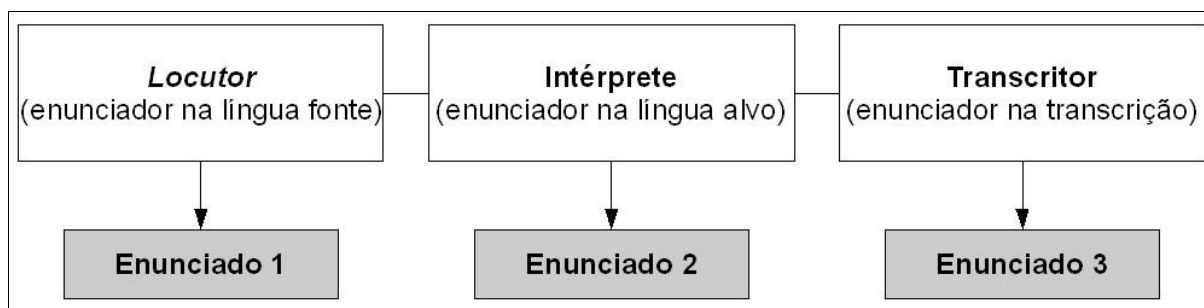 Locutor
(enunciador na língua fonte)
Intérprete
(enunciador na língua alvo)
Transcritor
(enunciador na transcrição)
Enunciado 1
Enunciado 2
Enunciado 3